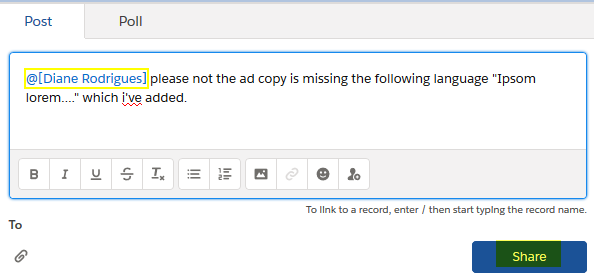 Post Poll
@[Diane Rodrigues] please not the ad copy is missing the following language "Ipsom
lorem...." which i've added.
B I U S Tx
To link to a record, enter / then start typing the record name.
To
Share